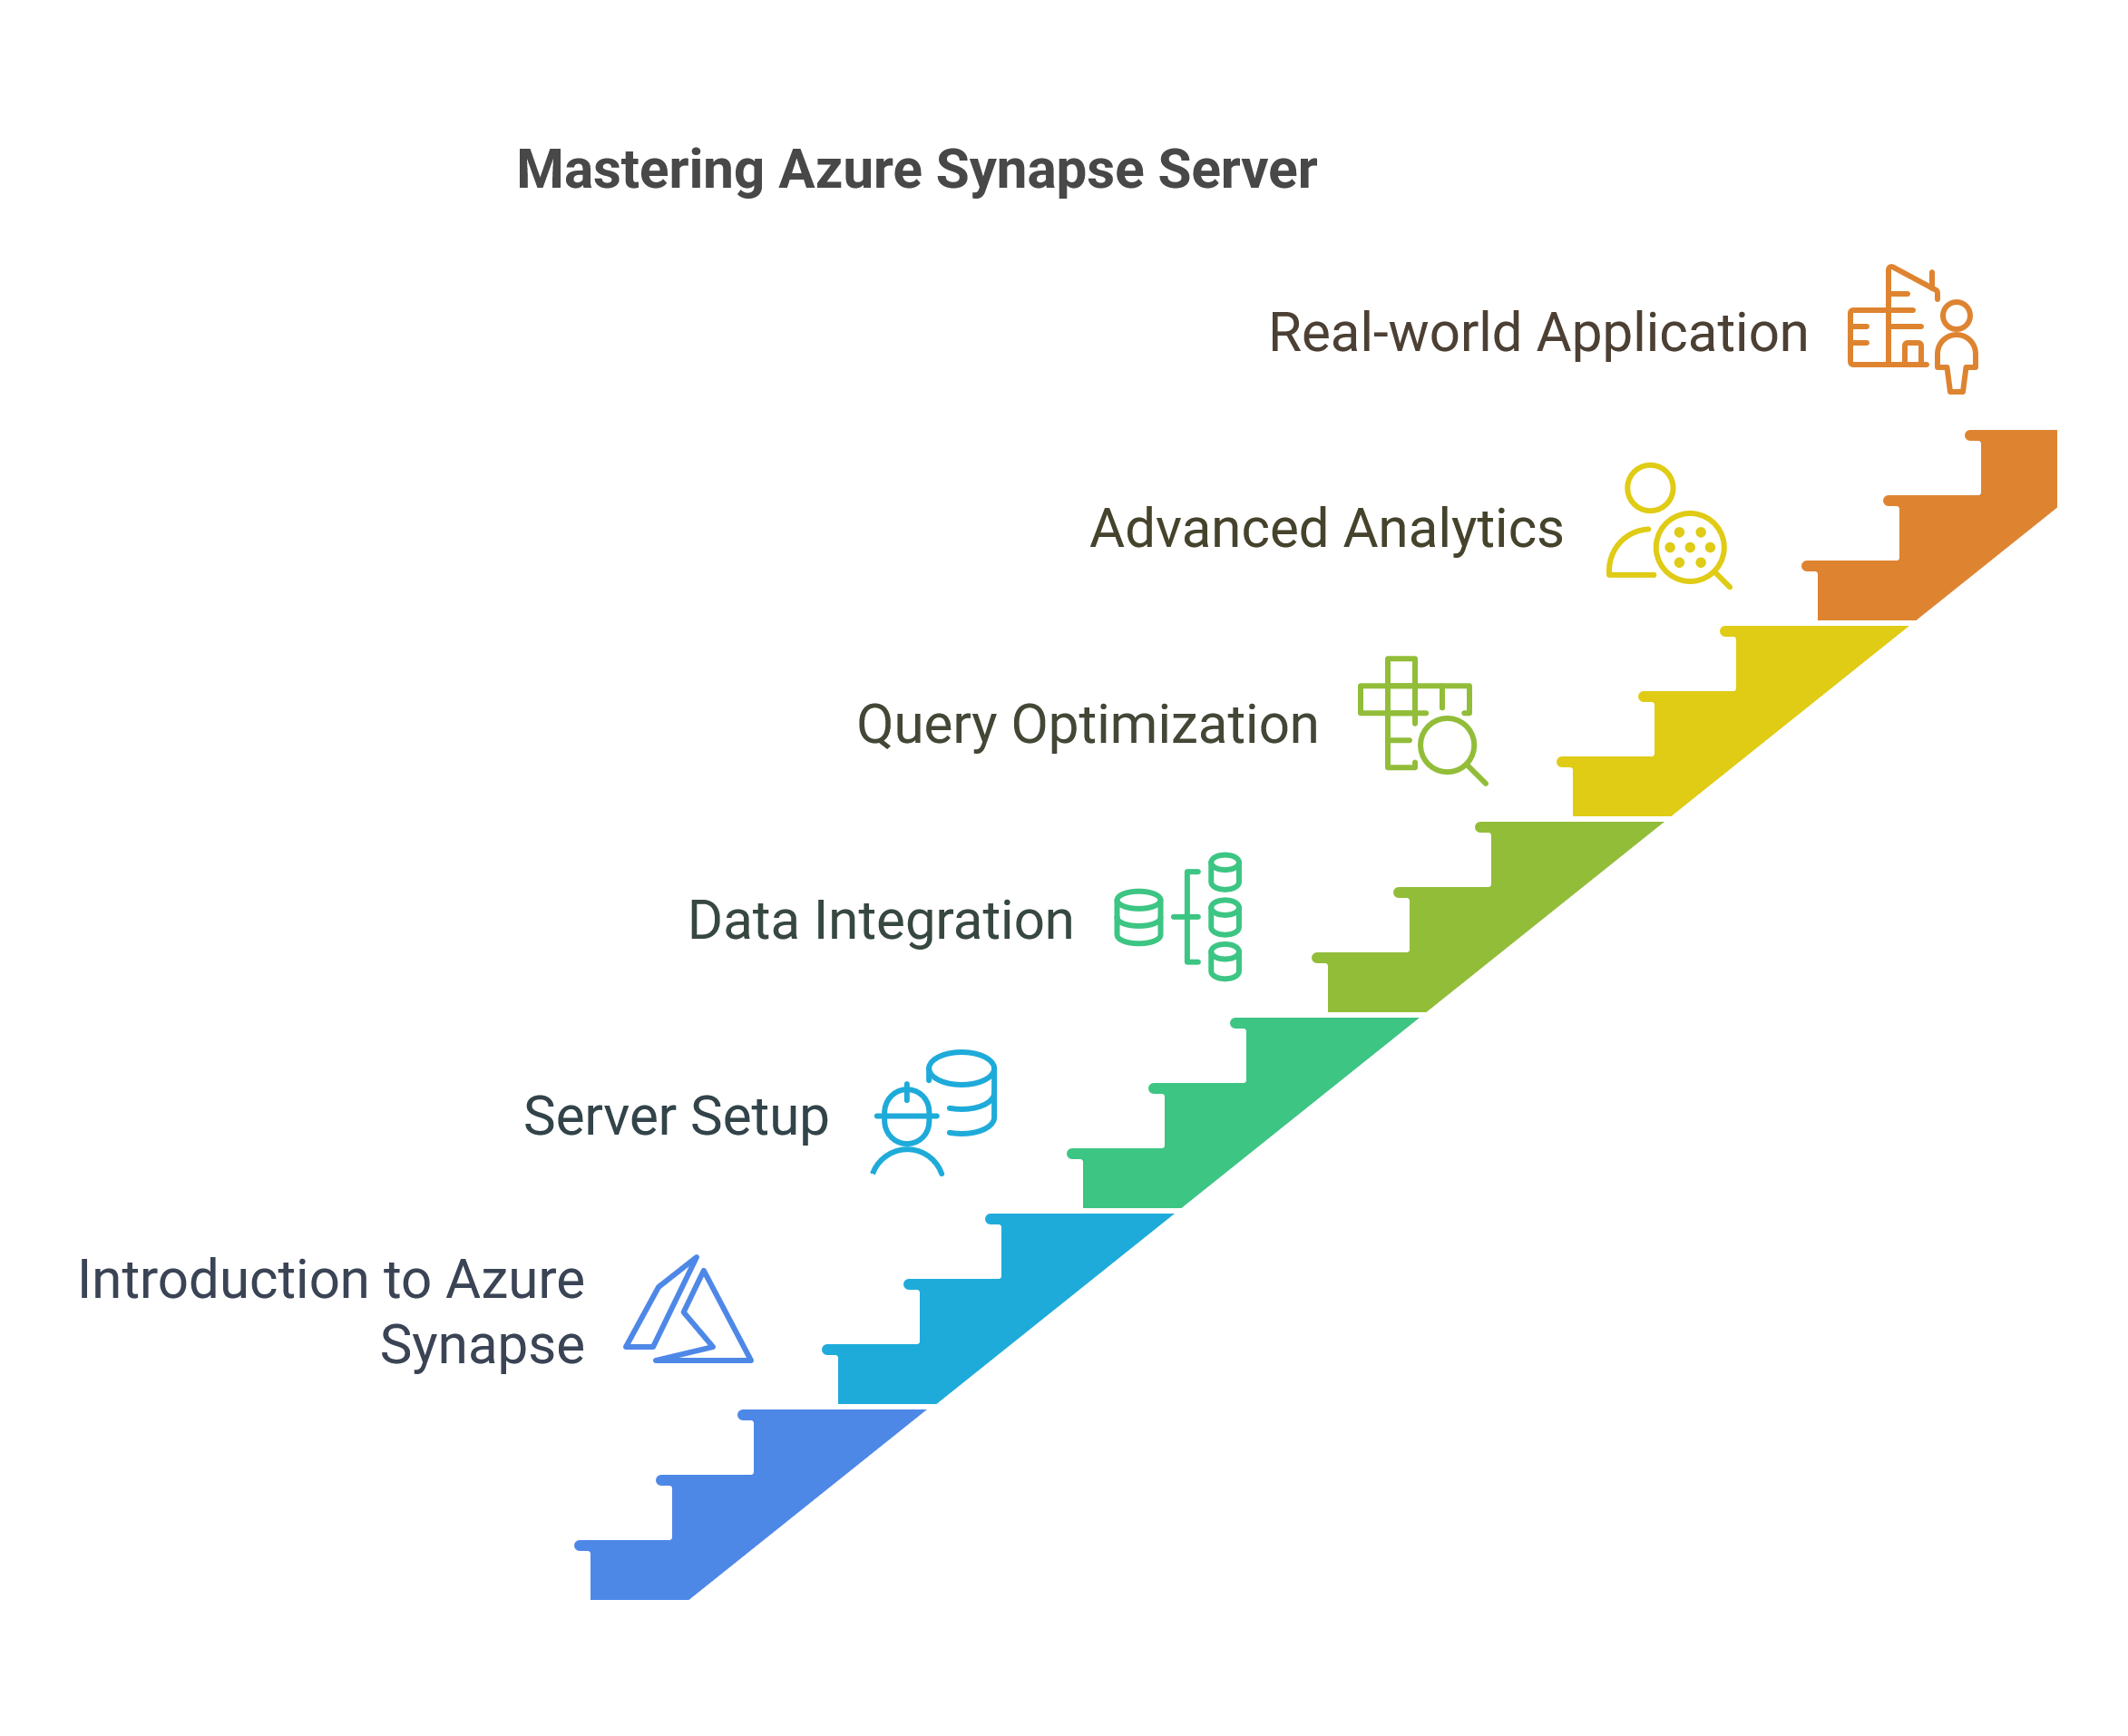 Mastering Azure Synapse Server
Real-world Application
Advanced Analytics
Query Optimization
Data Integration
Server Setup
Introduction to Azure
Synapse